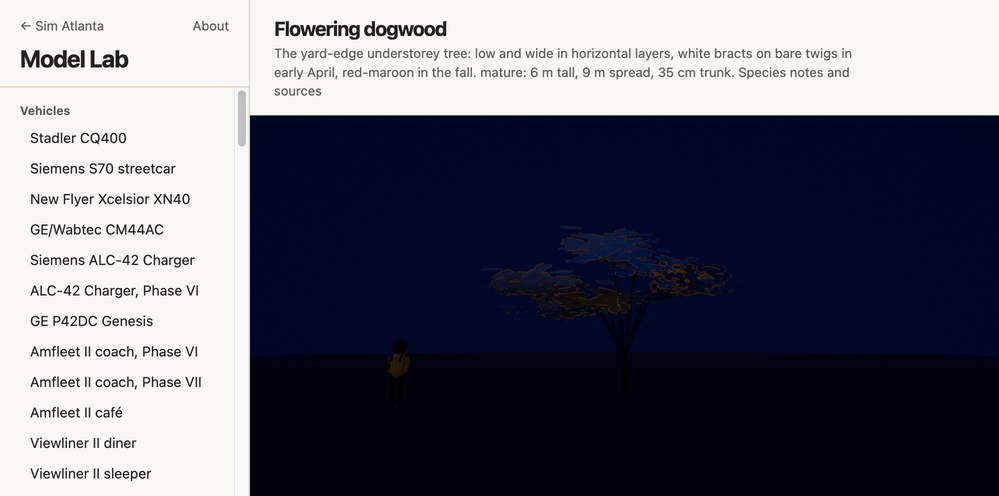 ← Sim Atlanta
About
Model Lab
Vehicles
Stadler CQ400
Siemens S70 streetcar
New Flyer Xcelsior XN40
GE/Wabtec CM44AC
Siemens ALC-42 Charger
ALC-42 Charger, Phase VI
GE P42DC Genesis
Amfleet II coach, Phase VI
Amfleet II coach, Phase VII
Amfleet II café
Viewliner II diner
Viewliner II sleeper
Flowering dogwood
The yard-edge understorey tree: low and wide in horizontal layers, white bracts on bare twigs in
early April, red-maroon in the fall. mature: 6 m tall, 9 m spread, 35 cm trunk. Species notes and
sources